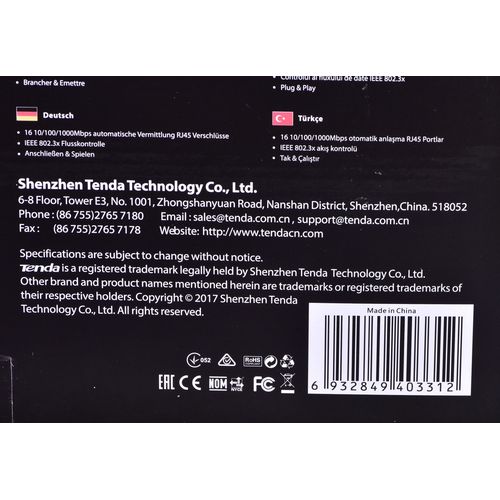 • Brancher & Emettre
Controlul al fluxului de date IEEE 802.3x
• Plug & Play
Deutsch
• 16 10/100/1000Mbps automatische Vermittlung RJ45 Verschlüsse
• IEEE 802.3x Flusskontrolle
• Anschließen & Spielen
Türkçe
• 16 10/100/1000Mbps otomatik anlaşma RJ45 Portlar
• IEEE 802.3x akış kontrolü
• Tak & Çalıştır
Shenzhen Tenda Technology Co., Ltd.
6-8 Floor, Tower E3, No. 1001, Zhongshanyuan Road, Nanshan District, Shenzhen,China. 518052
Phone : (86 755)2765 7180 Email : sales@tenda.com.cn , support@tenda.com.cn
Fax : (86 755)2765 7178 Website: http://www.tendacn.com
Specifications are subject to change without notice.
Tenda is a registered trademark legally held by Shenzhen Tenda Technology Co., Ltd.
Other brand and product names mentioned herein are trademarks or registered trademarks of
their respective holders. Copyright © 2017 Shenzhen Tenda
Technology Co., Ltd. All rights reserved.
Made in China
6 932849 403312
052 RoHS
EAC CE NOM NYCE FC